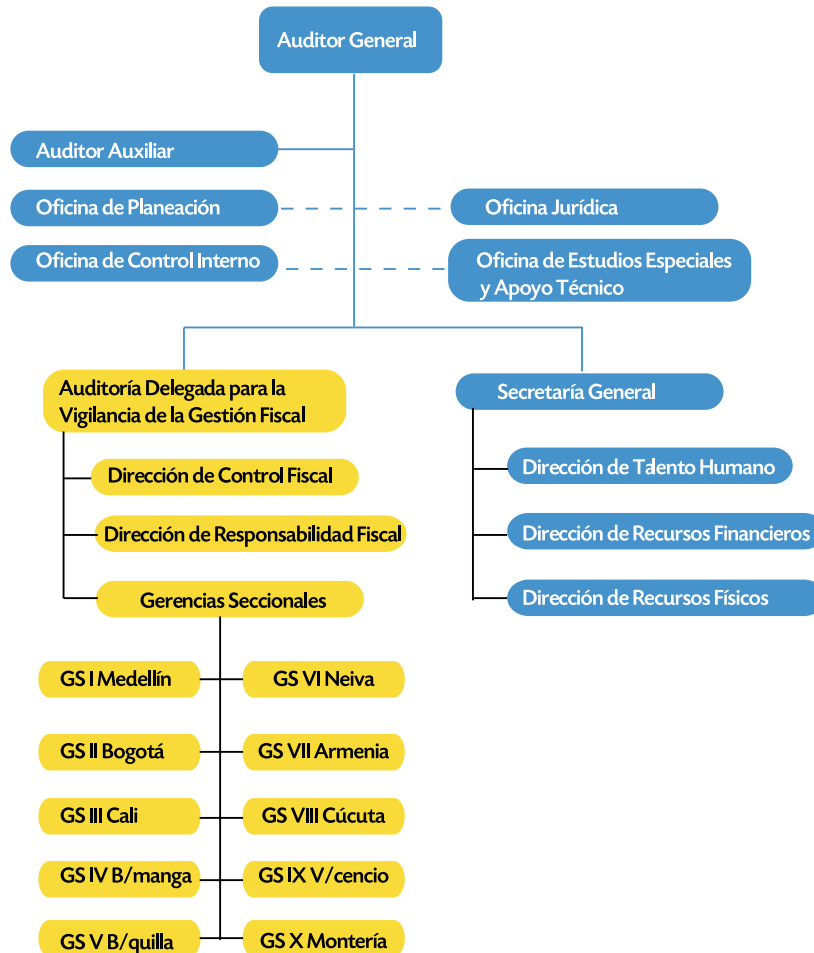 Auditor General
Auditor Auxiliar
Oficina de Planeación
Oficina Jurídica
Oficina de Control Interno
Oficina de Estudios Especiales
y Apoyo Técnico
Auditoría Delegada para la
Vigilancia de la Gestión Fiscal
Secretaría General
Dirección de Control Fiscal
Dirección de Talento Humano
Dirección de Responsabilidad Fiscal
Dirección de Recursos Financieros
Gerencias Seccionales
Dirección de Recursos Físicos
GS I Medellín
GS VI Neiva
GS II Bogotá
GS VII Armenia
GS III Cali
GS VIII Cúcuta
GS IV B/manga
GS IX V/cencio
GS V B/quilla
GS X Montería